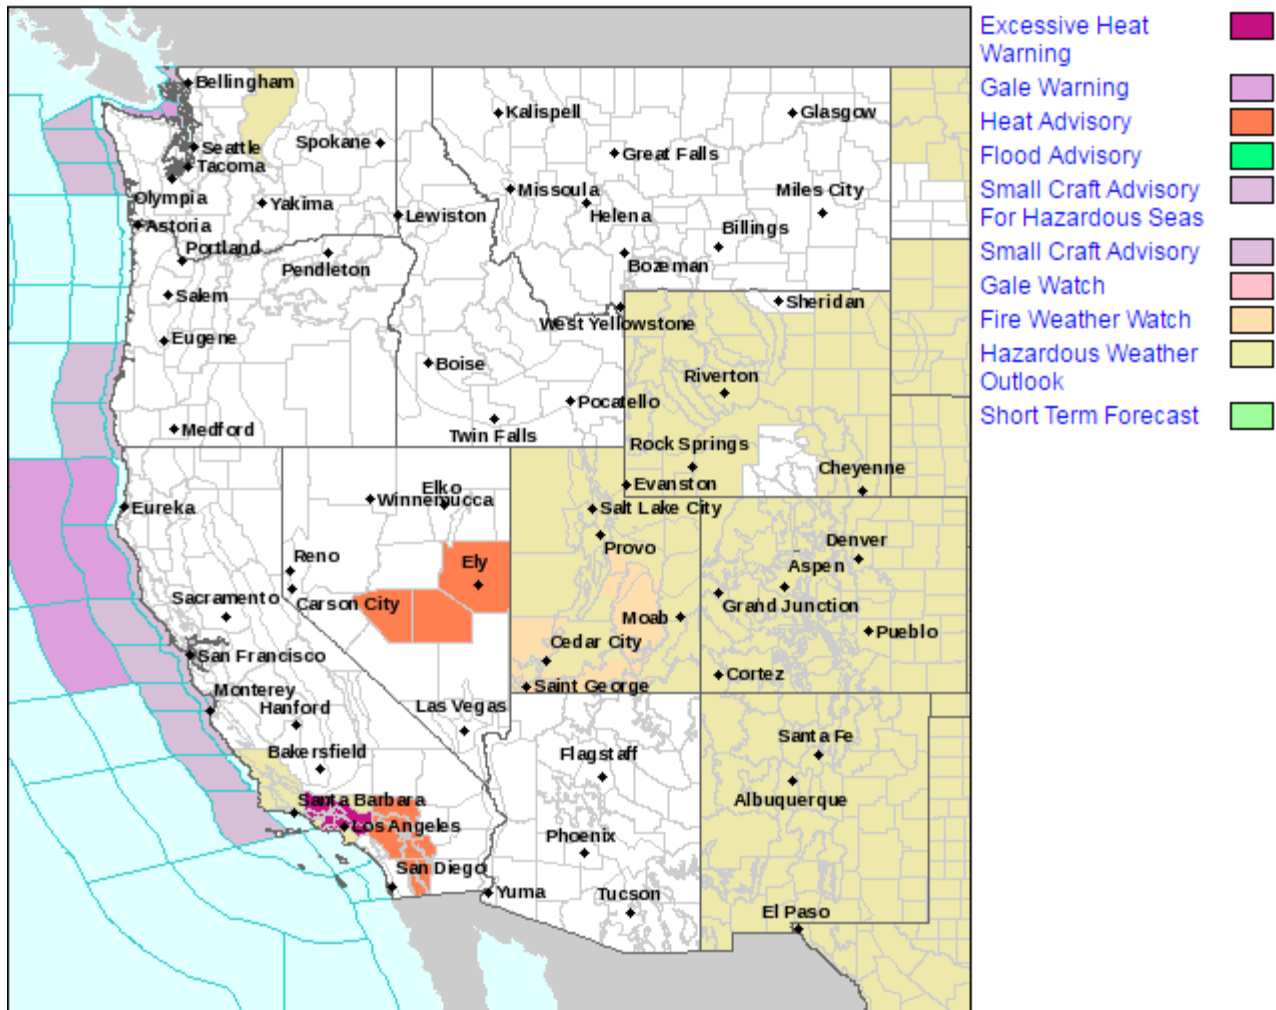 Bellingham
Kalispell
Glasgow
Spokane
Seattle
Great Falls
Tacoma
Missoula
Miles City
Olympia
Yakima
Helena
Lewiston
Astoria
Billings
Portland
Pendleton
Bozeman
Salem
Sheridan
West Yellowstone
Eugene
Boise
Riverton
Pocatello
Medford
Twin Falls
Rock Springs
Cheyenne
Elko
Evanston
Winnemucca
Eureka
Salt Lake City
Provo
Denver
Reno
Ely
Aspen
Sacramento
Carson City
Grand Junction
Moab
Pueblo
Cedar City
San Francisco
Cortez
Saint George
Monterey
Hanford
Las Vegas
Santa Fe
Bakersfield
Flagstaff
Santa Barbara
Albuquerque
Los Angeles
Phoenix
San Diego
Yuma
Tucson
El Paso
Excessive Heat
Warning
Gale Warning
Heat Advisory
Flood Advisory
Small Craft Advisory
For Hazardous Seas
Small Craft Advisory
Gale Watch
Fire Weather Watch
Hazardous Weather
Outlook
Short Term Forecast